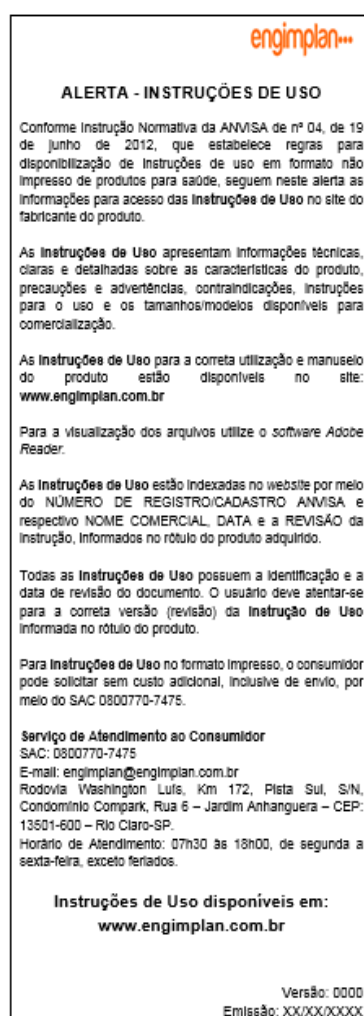 engimplan
ALERTA - INSTRUÇÕES DE USO
Conforme Instrução Normativa da ANVISA de nº 04, de 19
de junho de 2012, que estabelece regras para
disponibilização de instruções de uso em formato não
impresso de produtos para saúde, seguem neste alerta as
informações para acesso das Instruções de Uso no site do
fabricante do produto.
As Instruções de Uso apresentam informações técnicas,
claras e detalhadas sobre as características do produto,
precauções e advertências, contraindicações, instruções
para o uso e os tamanhos/modelos disponíveis para
comercialização.
As Instruções de Uso para a correta utilização e manuseio
do produto estão disponíveis no site:
www.engimplan.com.br
Para a visualização dos arquivos utilize o software Adobe
Reader.
As Instruções de Uso estão indexadas no website por meio
do NÚMERO DE REGISTRO/CADASTRO ANVISA e
respectivo NOME COMERCIAL, DATA e a REVISÃO da
instrução, informados no rótulo do produto adquirido.
Todas as Instruções de Uso possuem a identificação e a
data de revisão do documento. O usuário deve atentar-se
para a correta versão (revisão) da Instrução de Uso
informada no rótulo do produto.
Para Instruções de Uso no formato impresso, o consumidor
pode solicitar sem custo adicional, inclusive de envio, por
meio do SAC 0800770-7475.
Serviço de Atendimento ao Consumidor
SAC: 0800770-7475
E-mail: engimplan@engimplan.com.br
Rodovia Washington Luís, Km 172, Pista Sul, S/N,
Condomínio Compark, Rua 6 – Jardim Anhanguera – CEP:
13501-600 – Rio Claro-SP.
Horário de Atendimento: 07h30 às 18h00, de segunda a
sexta-feira, exceto feriados.
Instruções de Uso disponíveis em:
www.engimplan.com.br
Versão: 0000
Emissão: XX/XX/XXXX